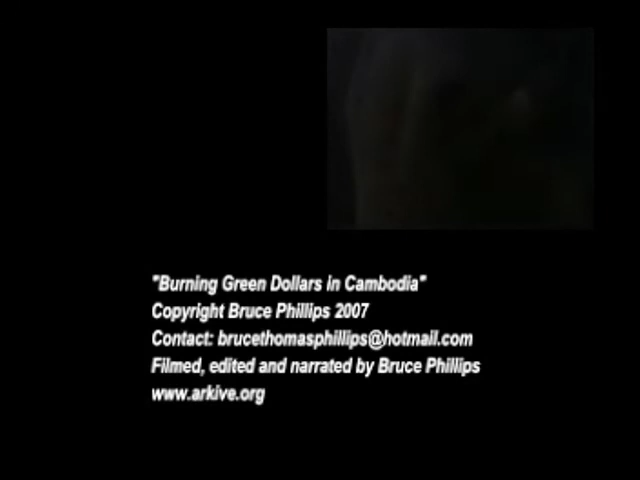 "Burning Green Dollars in Cambodia"
Copyright Bruce Phillips 2007
Contact: brucethomasphillips@hotmail.com
Filmed, edited and narrated by Bruce Phillips
www.arkive.org